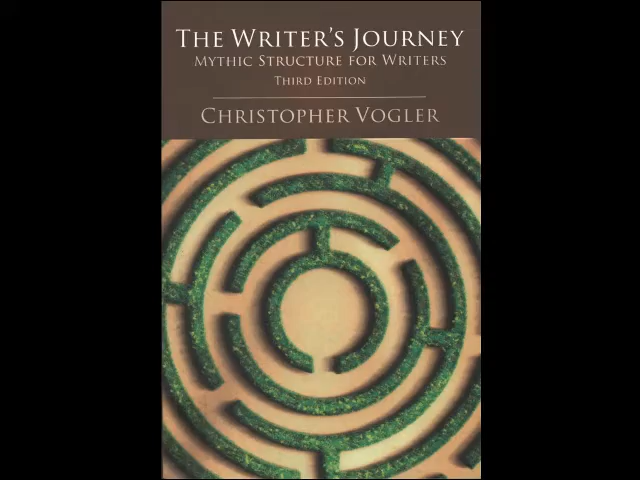 THE WRITER'S JOURNEY
MYTHIC STRUCTURE FOR WRITERS
THIRD EDITION
CHRISTOPHER VOGLER